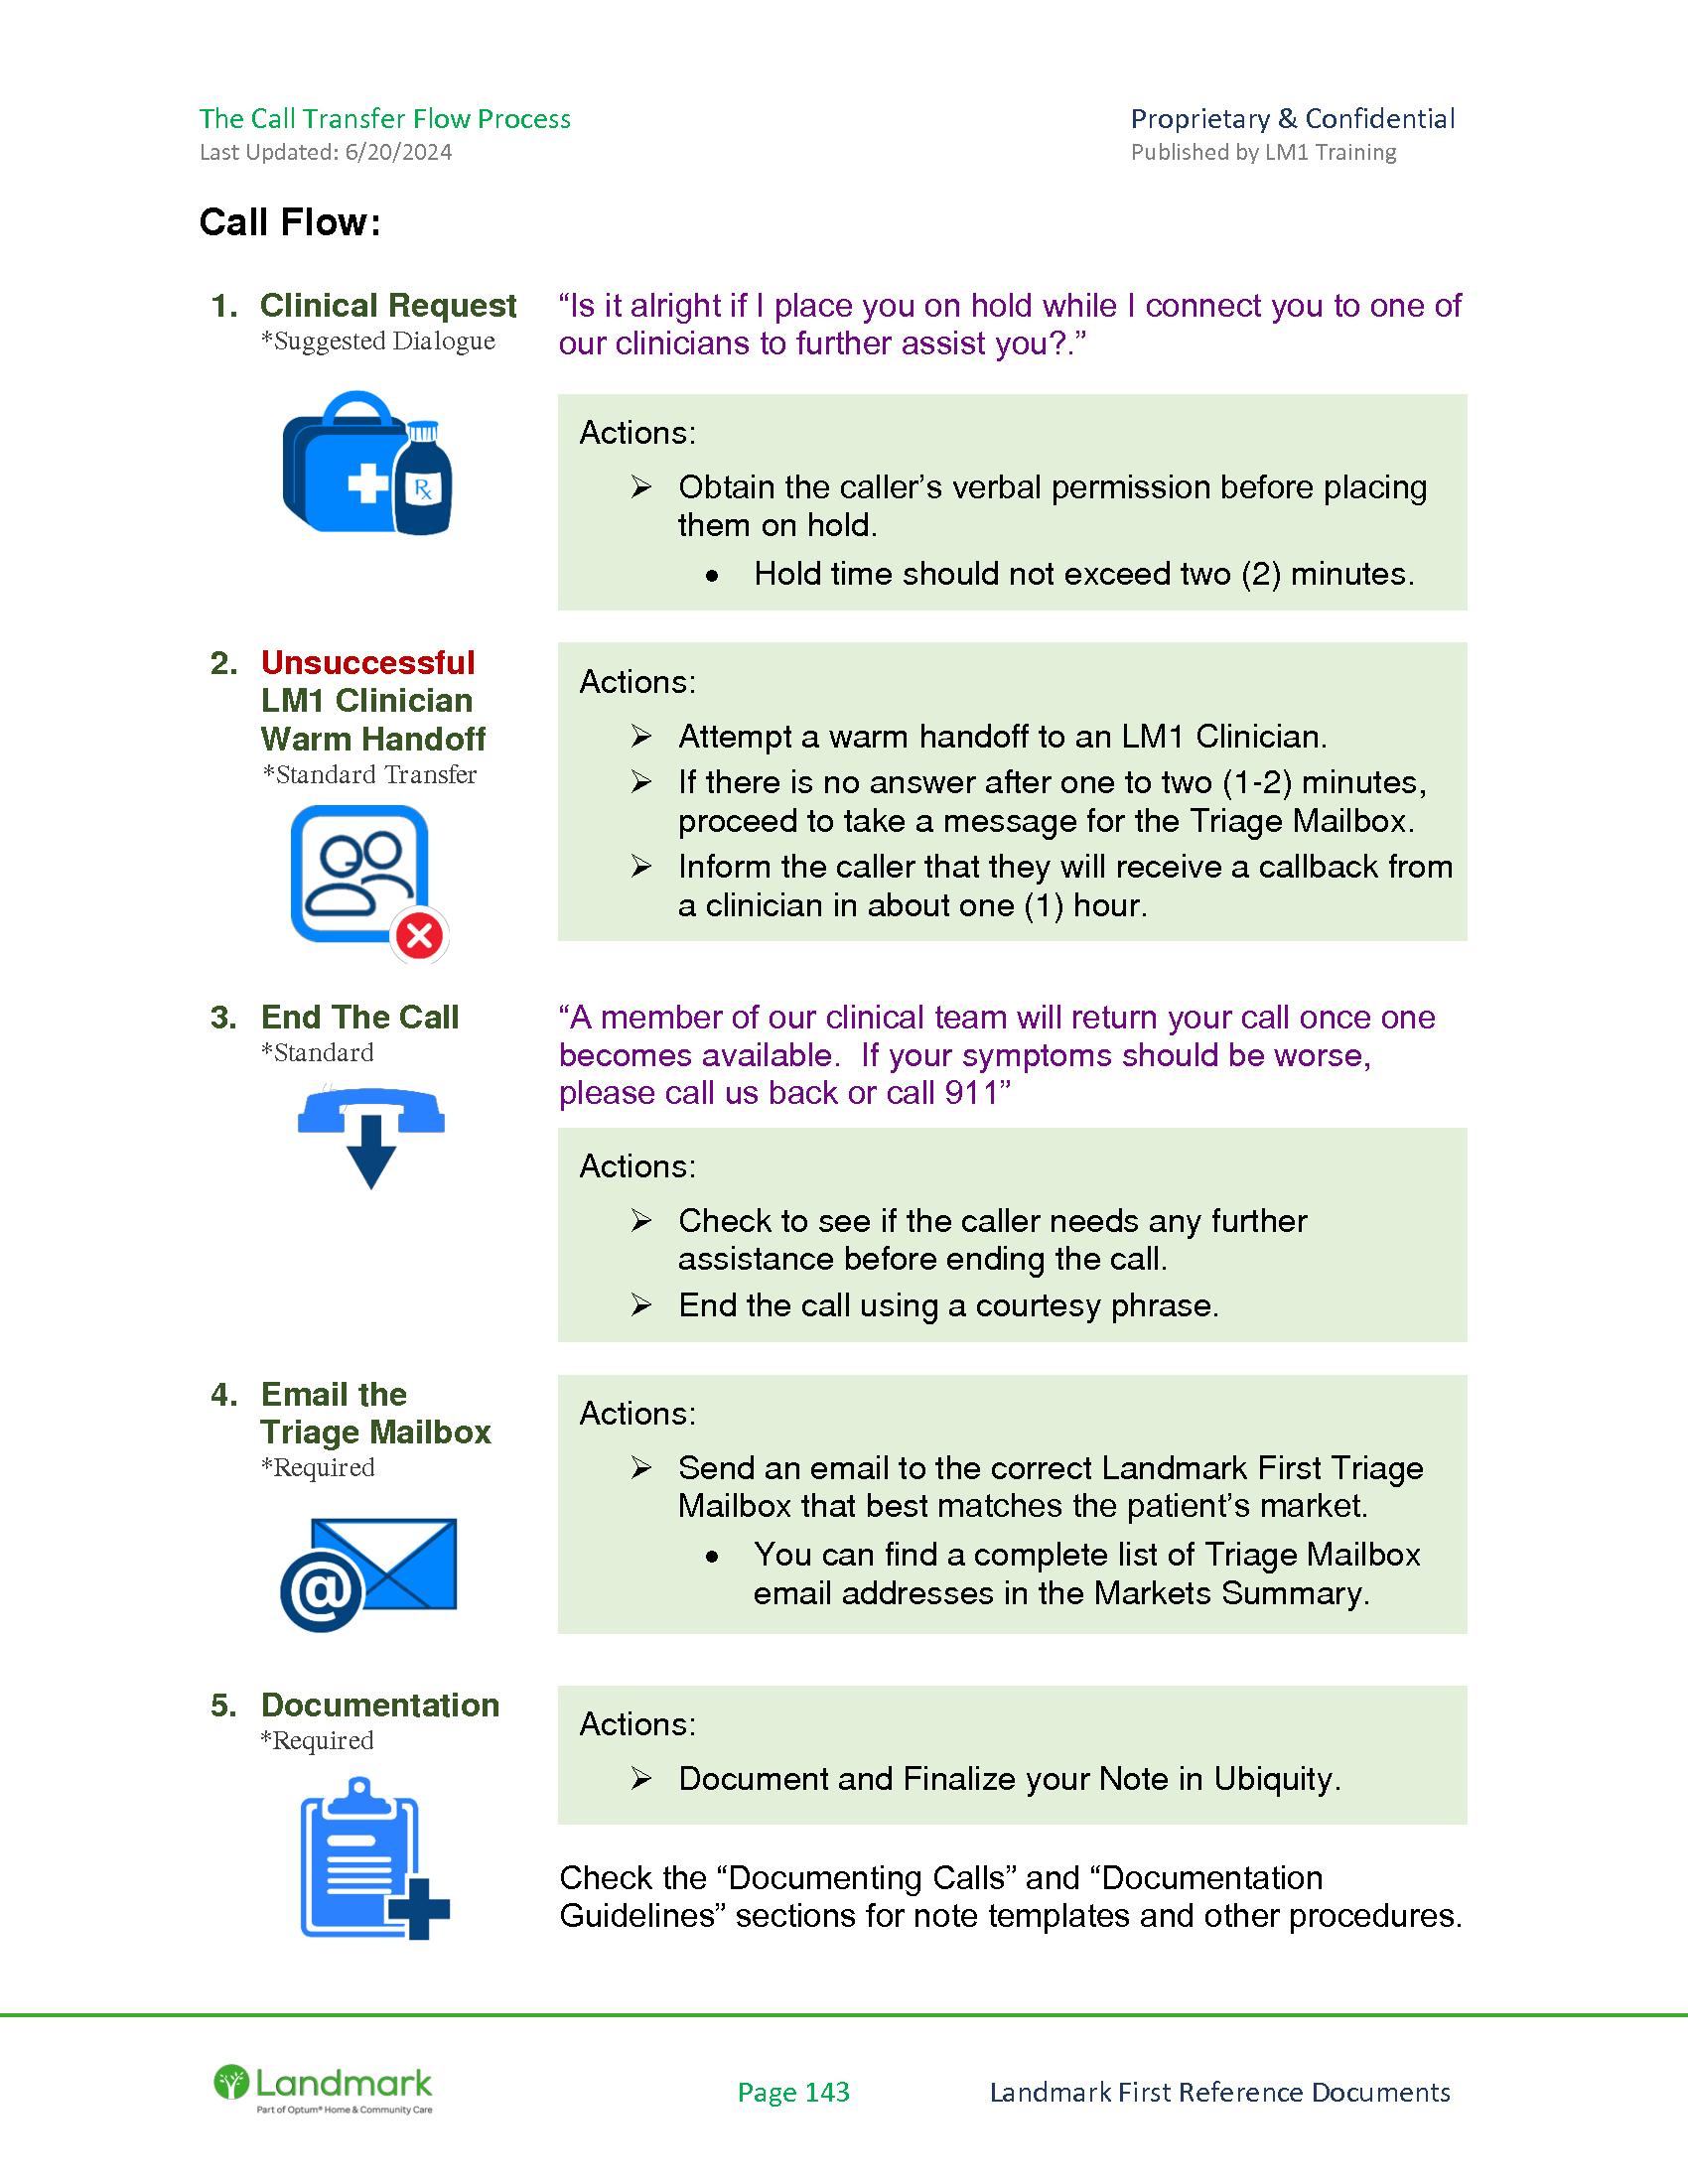 The Call Transfer Flow Process
Proprietary & Confidential
Last Updated: 6/20/2024
Published by LM1 Training
Call Flow:
1. Clinical Request
*Suggested Dialogue
“Is it alright if I place you on hold while I connect you to one of
our clinicians to further assist you?.”
Rx
Actions:
➢ Obtain the caller’s verbal permission before placing
them on hold.
• Hold time should not exceed two (2) minutes.
2. Unsuccessful
LM1 Clinician
Warm Handoff
*Standard Transfer
Actions:
➢ Attempt a warm handoff to an LM1 Clinician.
➢ If there is no answer after one to two (1-2) minutes,
proceed to take a message for the Triage Mailbox.
➢ Inform the caller that they will receive a callback from
a clinician in about one (1) hour.
3. End The Call
*Standard
“A member of our clinical team will return your call once one
becomes available.  If your symptoms should be worse,
please call us back or call 911”
Actions:
➢ Check to see if the caller needs any further
assistance before ending the call.
➢ End the call using a courtesy phrase.
4. Email the
Triage Mailbox
*Required
@
Actions:
➢ Send an email to the correct Landmark First Triage
Mailbox that best matches the patient’s market.
• You can find a complete list of Triage Mailbox
email addresses in the Markets Summary.
5. Documentation
*Required
Actions:
➢ Document and Finalize your Note in Ubiquity.
Check the “Documenting Calls” and “Documentation
Guidelines” sections for note templates and other procedures.
Landmark
Part of Optum® Home & Community Care
Page 143
Landmark First Reference Documents